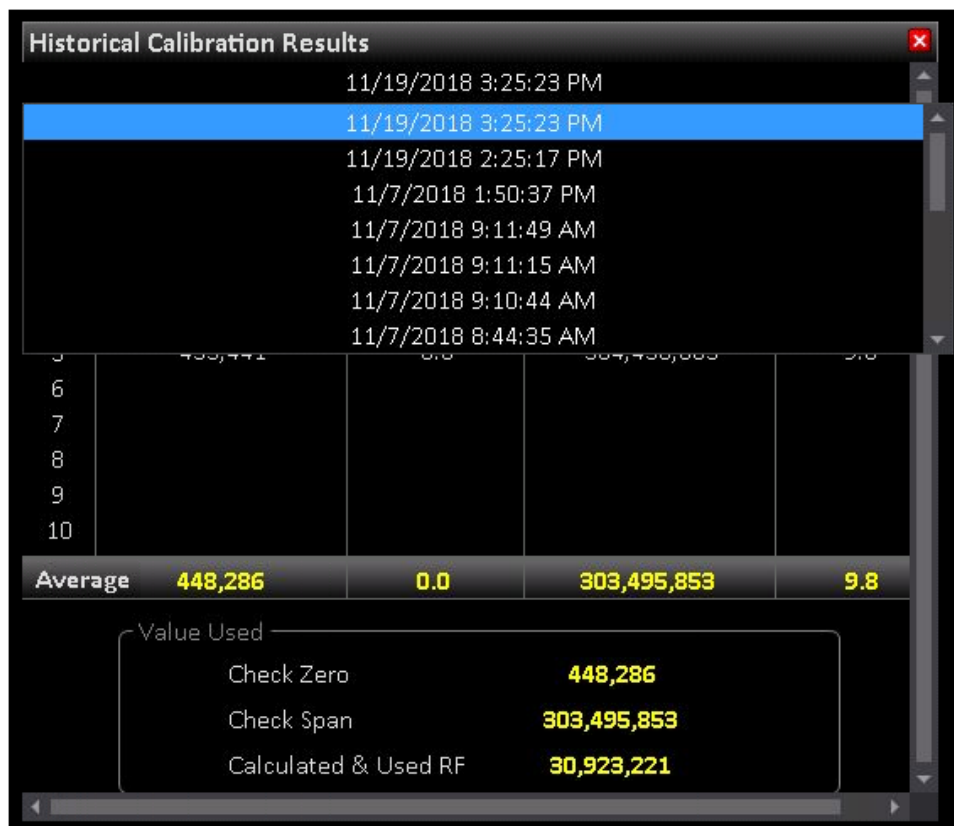 Historical Calibration Results
11/19/2018 3:25:23 PM
11/19/2018 3:25:23 PM
11/19/2018 2:25:17 PM
11/7/2018 1:50:37 PM
11/7/2018 9:11:49 AM
11/7/2018 9:11:15 AM
11/7/2018 9:10:44 AM
11/7/2018 8:44:35 AM
6
7
8
9
10
Average 448,286 0.0 303,495,853 9.8
Value Used
Check Zero 448,286
Check Span 303,495,853
Calculated & Used RF 30,923,221